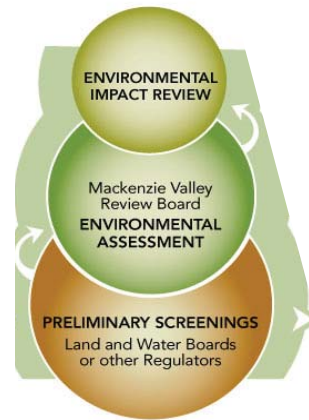 ENVIRONMENTAL
IMPACT REVIEW
Mackenzie Valley
Review Board
ENVIRONMENTAL
ASSESSMENT
PRELIMINARY SCREENINGS
Land and Water Boards
or other Regulators